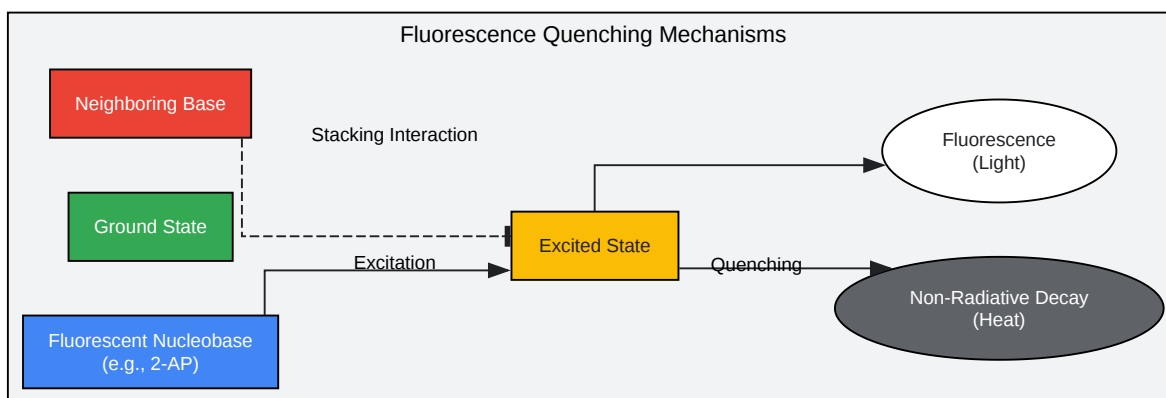 Fluorescence Quenching Mechanisms
Neighboring Base
Stacking Interaction
Fluorescence
(Light)
Ground State
Excited State
Excitation
Quenching
Non-Radiative Decay
(Heat)
Fluorescent Nucleobase
(e.g., 2-AP)